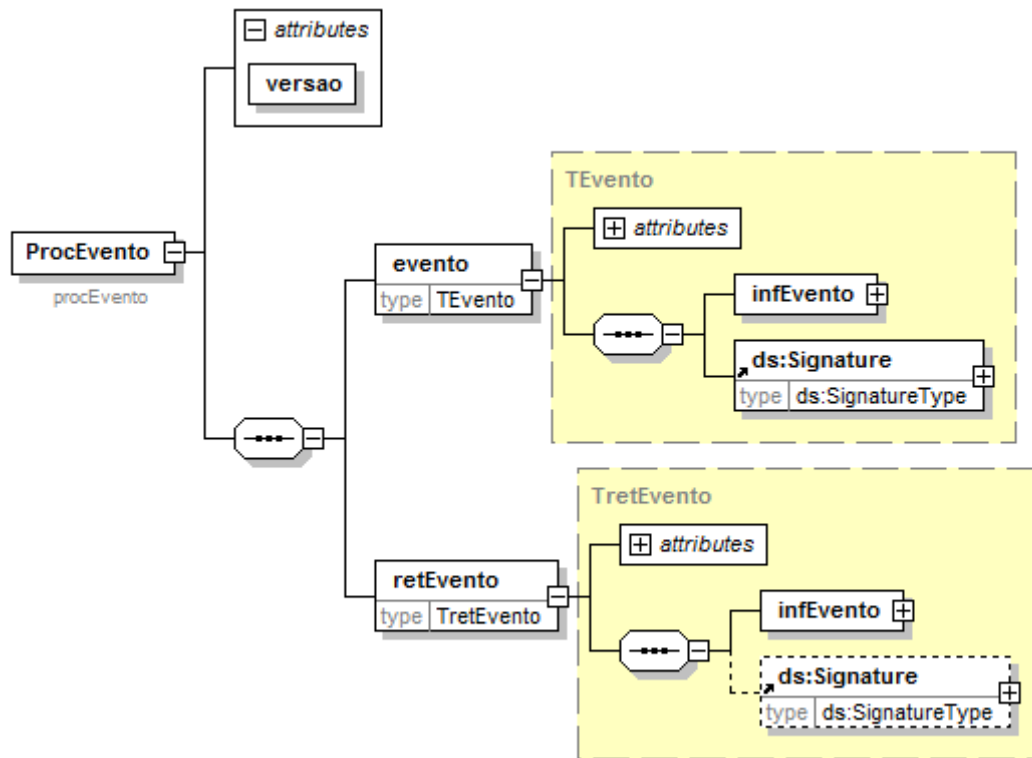 attributes
versao
ProcEvento
procEvento
TEvento
attributes
evento
type TEvento
infEvento
ds:Signature
type ds:SignatureType
TretEvento
attributes
retEvento
type TretEvento
infEvento
ds:Signature
type ds:SignatureType